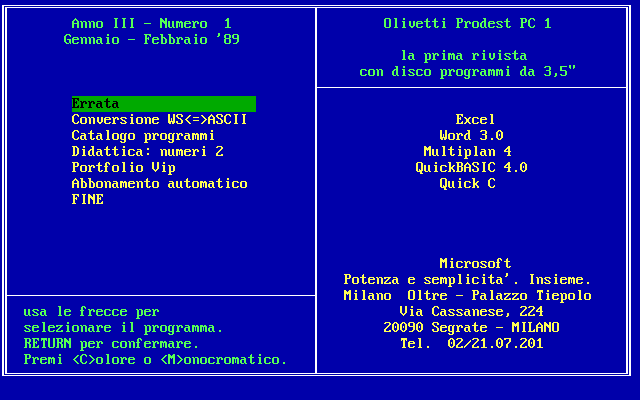 Anno III - Numero  1
Gennaio - Febbraio '89
Errata
Conversione WS<=>ASCII
Catalogo programmi
Didattica: numeri 2
Portfolio Vip
Abbonamento automatico
FINE
usa le frecce per
selezionare il programma.
RETURN per confermare.
Premi <C>olore o <M>onocromatico.
Olivetti Prodest PC 1
la prima rivista
con disco programmi da 3,5"
Excel
Word 3.0
Multiplan 4
QuickBASIC 4.0
Quick C
Microsoft
Potenza e semplicita'. Insieme.
Milano  Oltre - Palazzo Tiepolo
Via Cassanese, 224
20090 Segrate - MILANO
Tel.  02/21.07.201